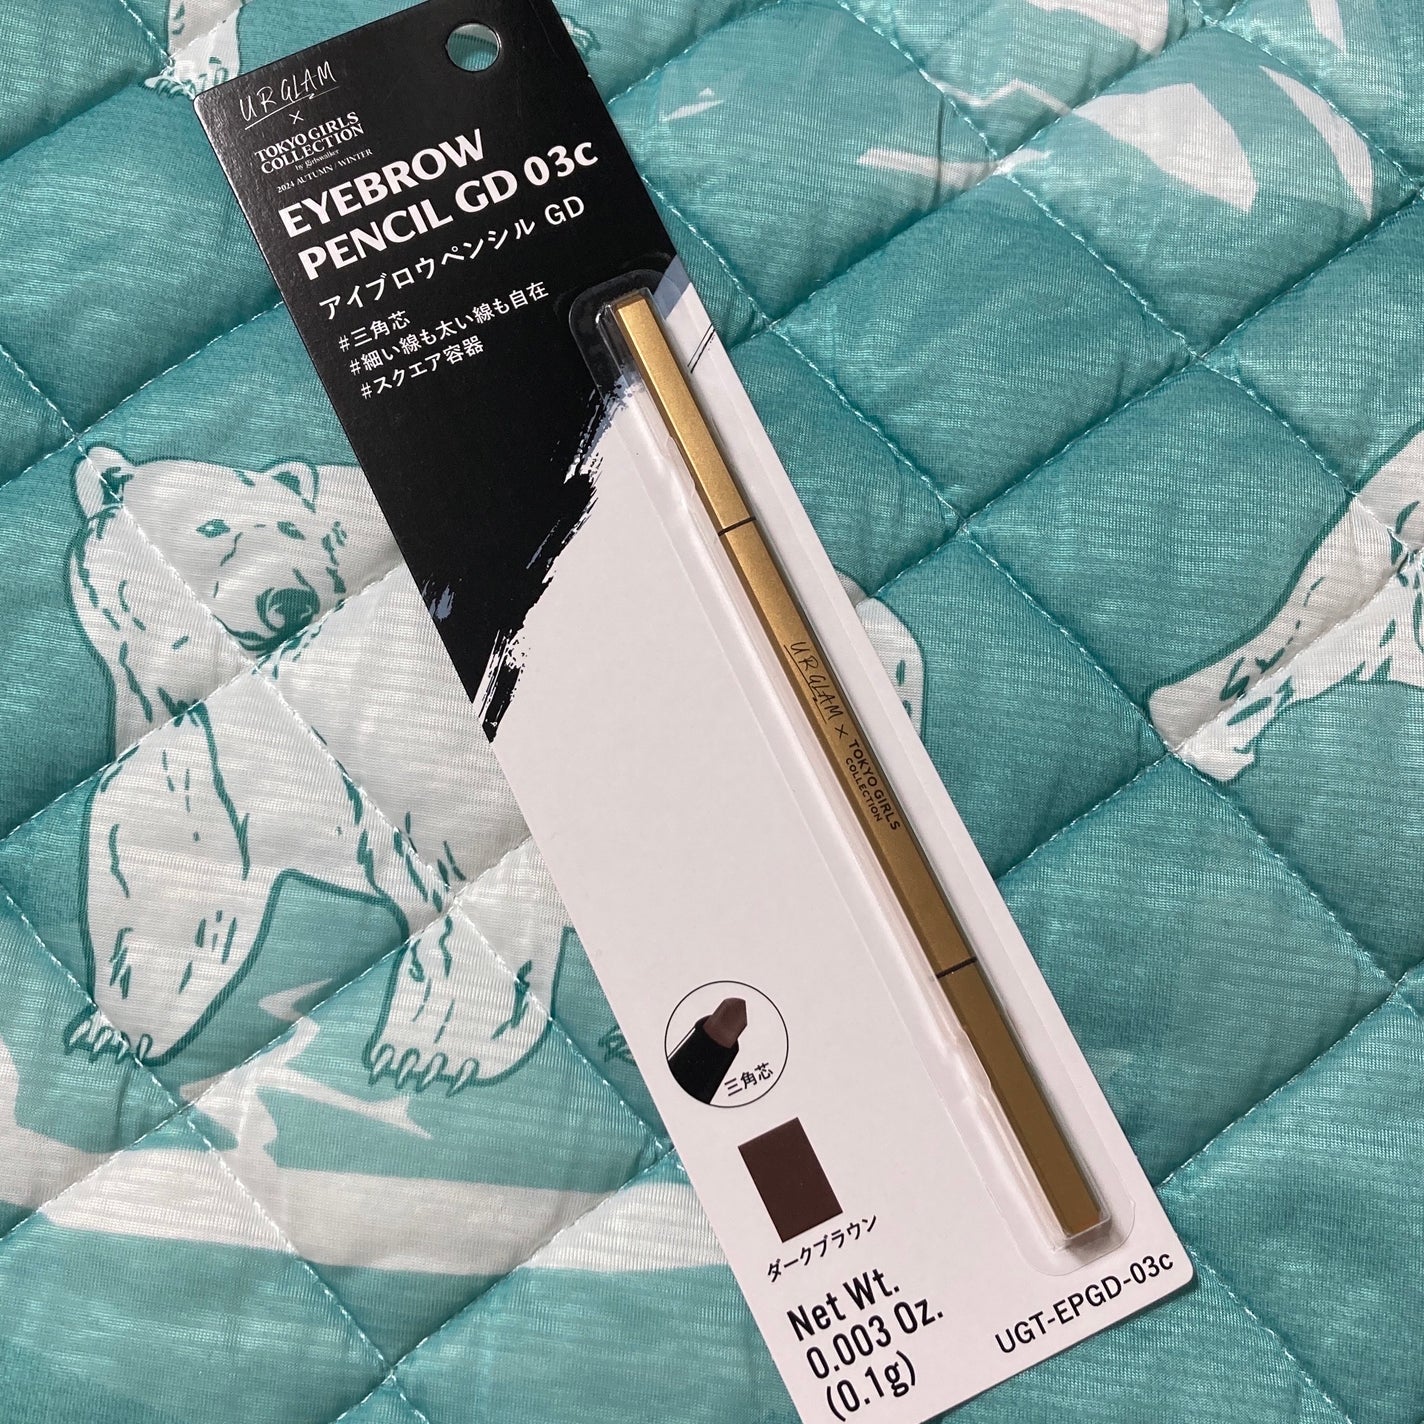 URGLAM
×
TOKYO GIRLS
COLLECTION
by girlswalker
2024 AUTUMN / WINTER
EYEBROW
PENCIL GD 03c
アイブロウペンシル GD
#三角芯
#細い線も太い線も自在
#スクエア容器
URGLAM × TOKYO GIRLS
COLLECTION
三角芯
ダークブラウン
Net Wt.
0.003 Oz.
(0.1g)
UGT-EPGD-03c